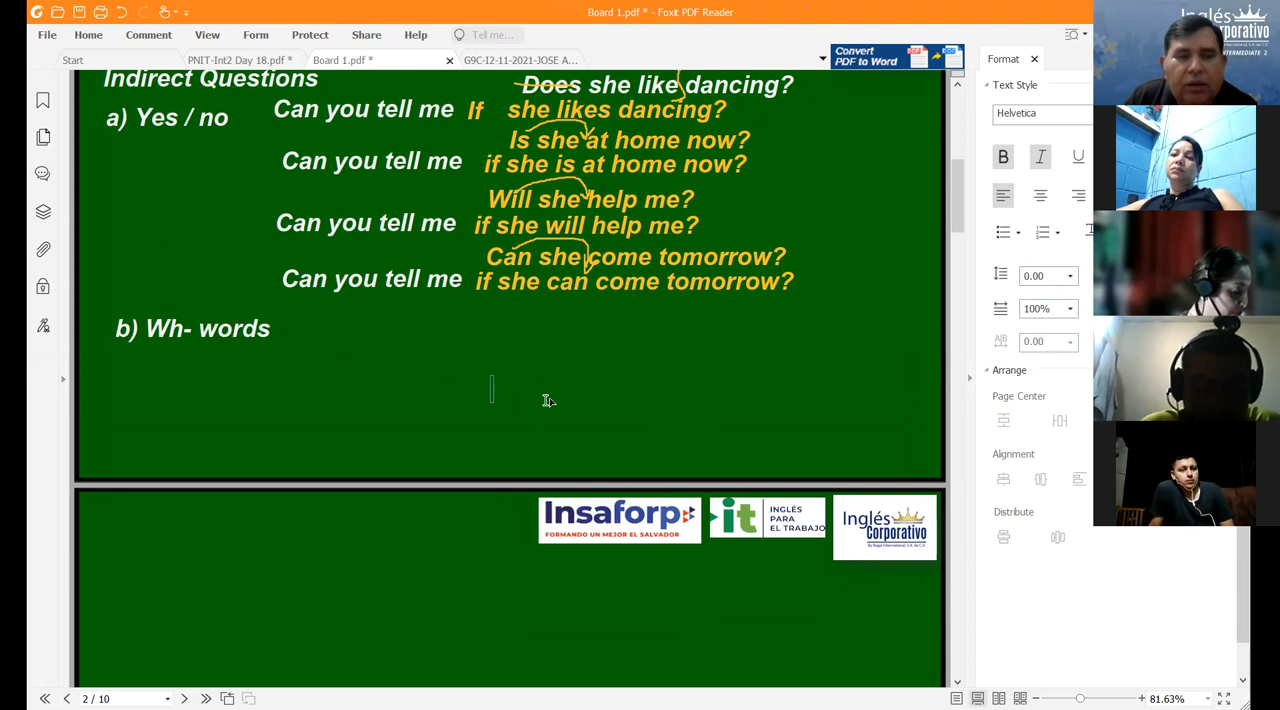 Board 1.pdf * - Foxit PDF Reader
File Home Comment View Form Protect Share Help Tell me...
Start PNIT-Int2 Day 18.pdf * Board 1.pdf * G9C-I2-11-2021-JOSE A...
Convert PDF to Word
Indirect Questions
Does she like dancing?
a) Yes / no Can you tell me If she likes dancing?
Is she at home now?
Can you tell me if she is at home now?
Will she help me?
Can you tell me if she will help me?
Can she come tomorrow?
Can you tell me if she can come tomorrow?
b) Wh- words
Insaforp
FORMANDO UN MEJOR EL SALVADOR
it INGLÉS PARA EL TRABAJO
Inglés Corporativo
2 / 10
81.63%
Format
Text Style
Helvetica
B I U
0.00
100%
0.00
Arrange
Page Center
Alignment
Distribute
Inglés Corporativo
INTERMEDIATE 2